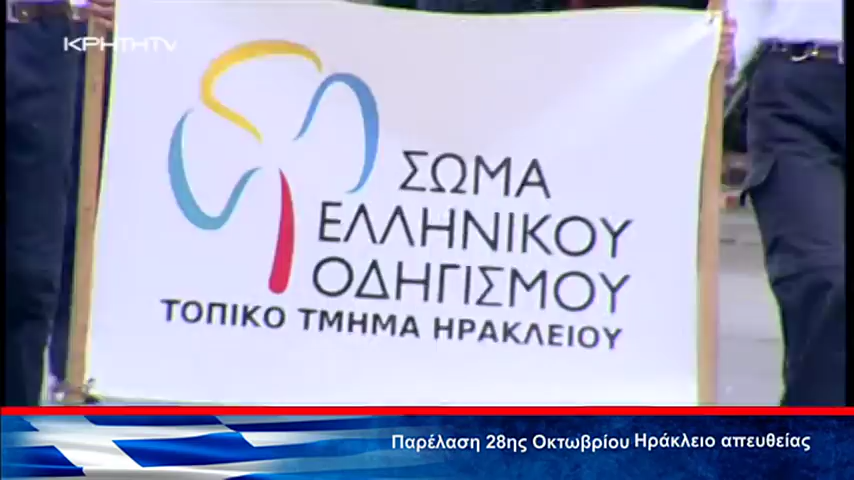 ΚΡΗΤΗTV
ΣΩΜΑ
ΕΛΛΗΝΙΚΟΥ
ΟΔΗΓΙΣΜΟΥ
ΤΟΠΙΚΟ ΤΜΗΜΑ ΗΡΑΚΛΕΙΟΥ
Παρέλαση 28ης Οκτωβρίου Ηράκλειο απευθείας